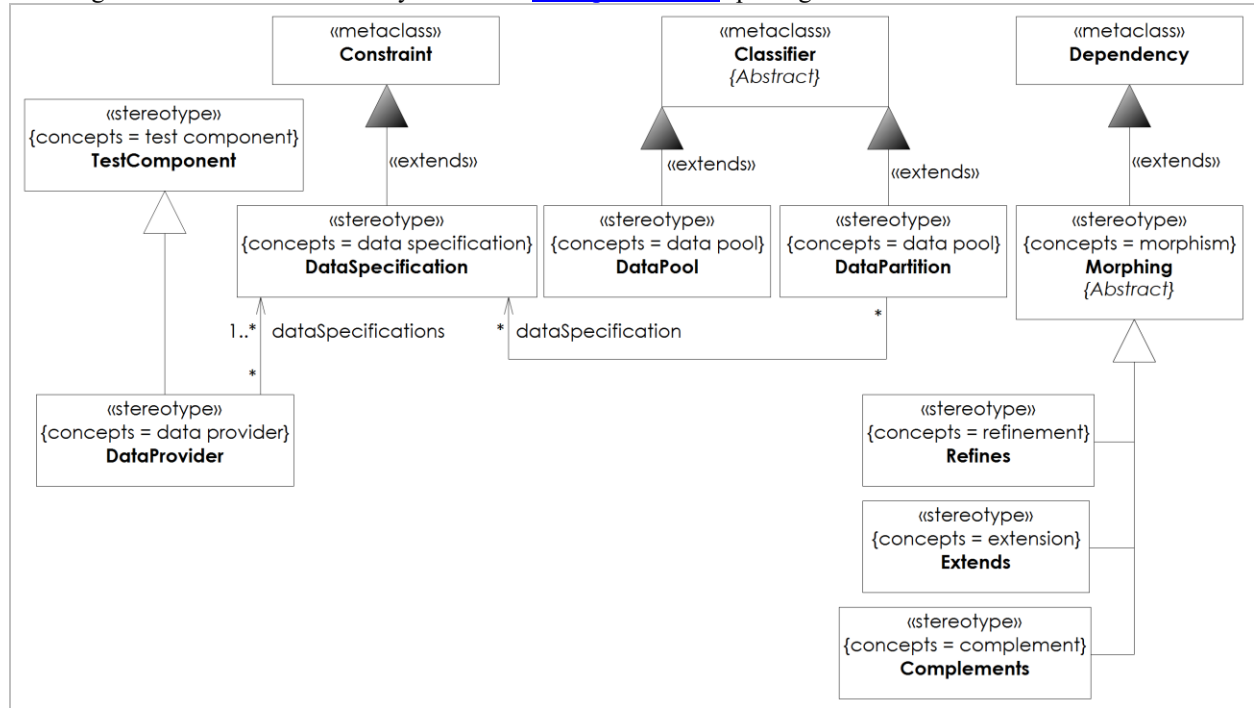 «metaclass»
Constraint
«metaclass»
Classifier
{Abstract}
«metaclass»
Dependency
«stereotype»
{concepts = test component}
TestComponent
«extends»
«extends»
«extends»
«extends»
«stereotype»
{concepts = data specification}
DataSpecification
«stereotype»
{concepts = data pool}
DataPool
«stereotype»
{concepts = data pool}
DataPartition
«stereotype»
{concepts = morphism}
Morphing
{Abstract}
1..* dataSpecifications
*
* dataSpecification
*
«stereotype»
{concepts = data provider}
DataProvider
«stereotype»
{concepts = refinement}
Refines
«stereotype»
{concepts = extension}
Extends
«stereotype»
{concepts = complement}
Complements